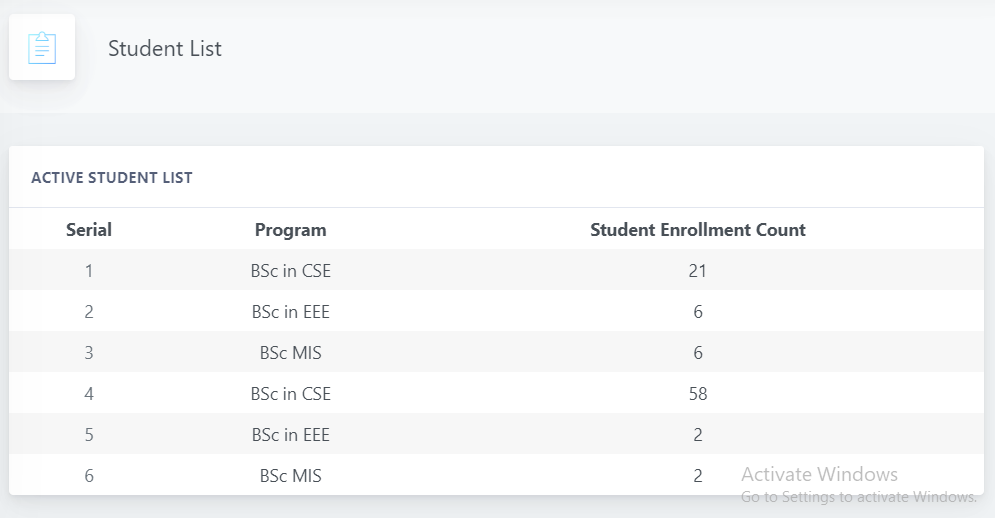 Student List
ACTIVE STUDENT LIST
Serial Program Student Enrollment Count
1 BSc in CSE 21
2 BSc in EEE 6
3 BSc MIS 6
4 BSc in CSE 58
5 BSc in EEE 2
6 BSc MIS 2
Activate Windows
Go to Settings to activate Windows.